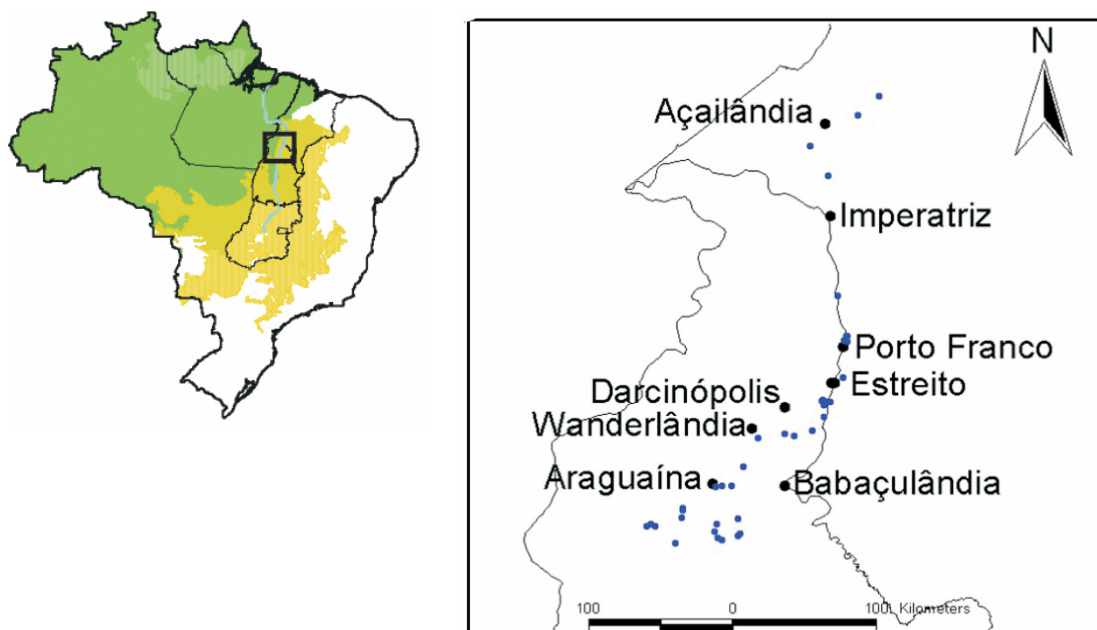 N
Açailândia
Imperatriz
Porto Franco
Estreito
Darcinópolis
Wanderlândia
Araguaína
Babaçulândia
100 0 100 Kilometers